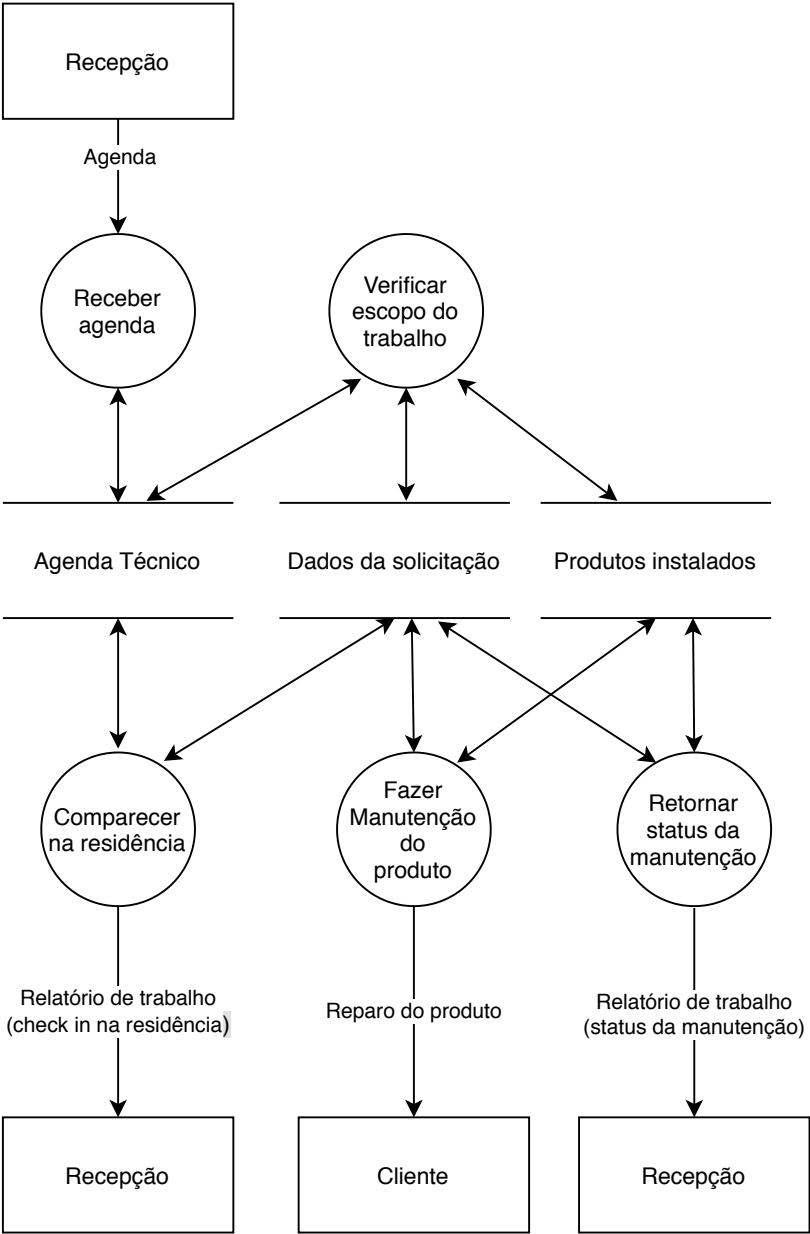 Recepção
Agenda
Receber
agenda
Verificar
escopo do
trabalho
Agenda Técnico
Dados da solicitação
Produtos instalados
Comparecer
na residência
Fazer
Manutenção
do
produto
Retornar
status da
manutenção
Relatório de trabalho
(check in na residência)
Reparo do produto
Relatório de trabalho
(status da manutenção)
Recepção
Cliente
Recepção